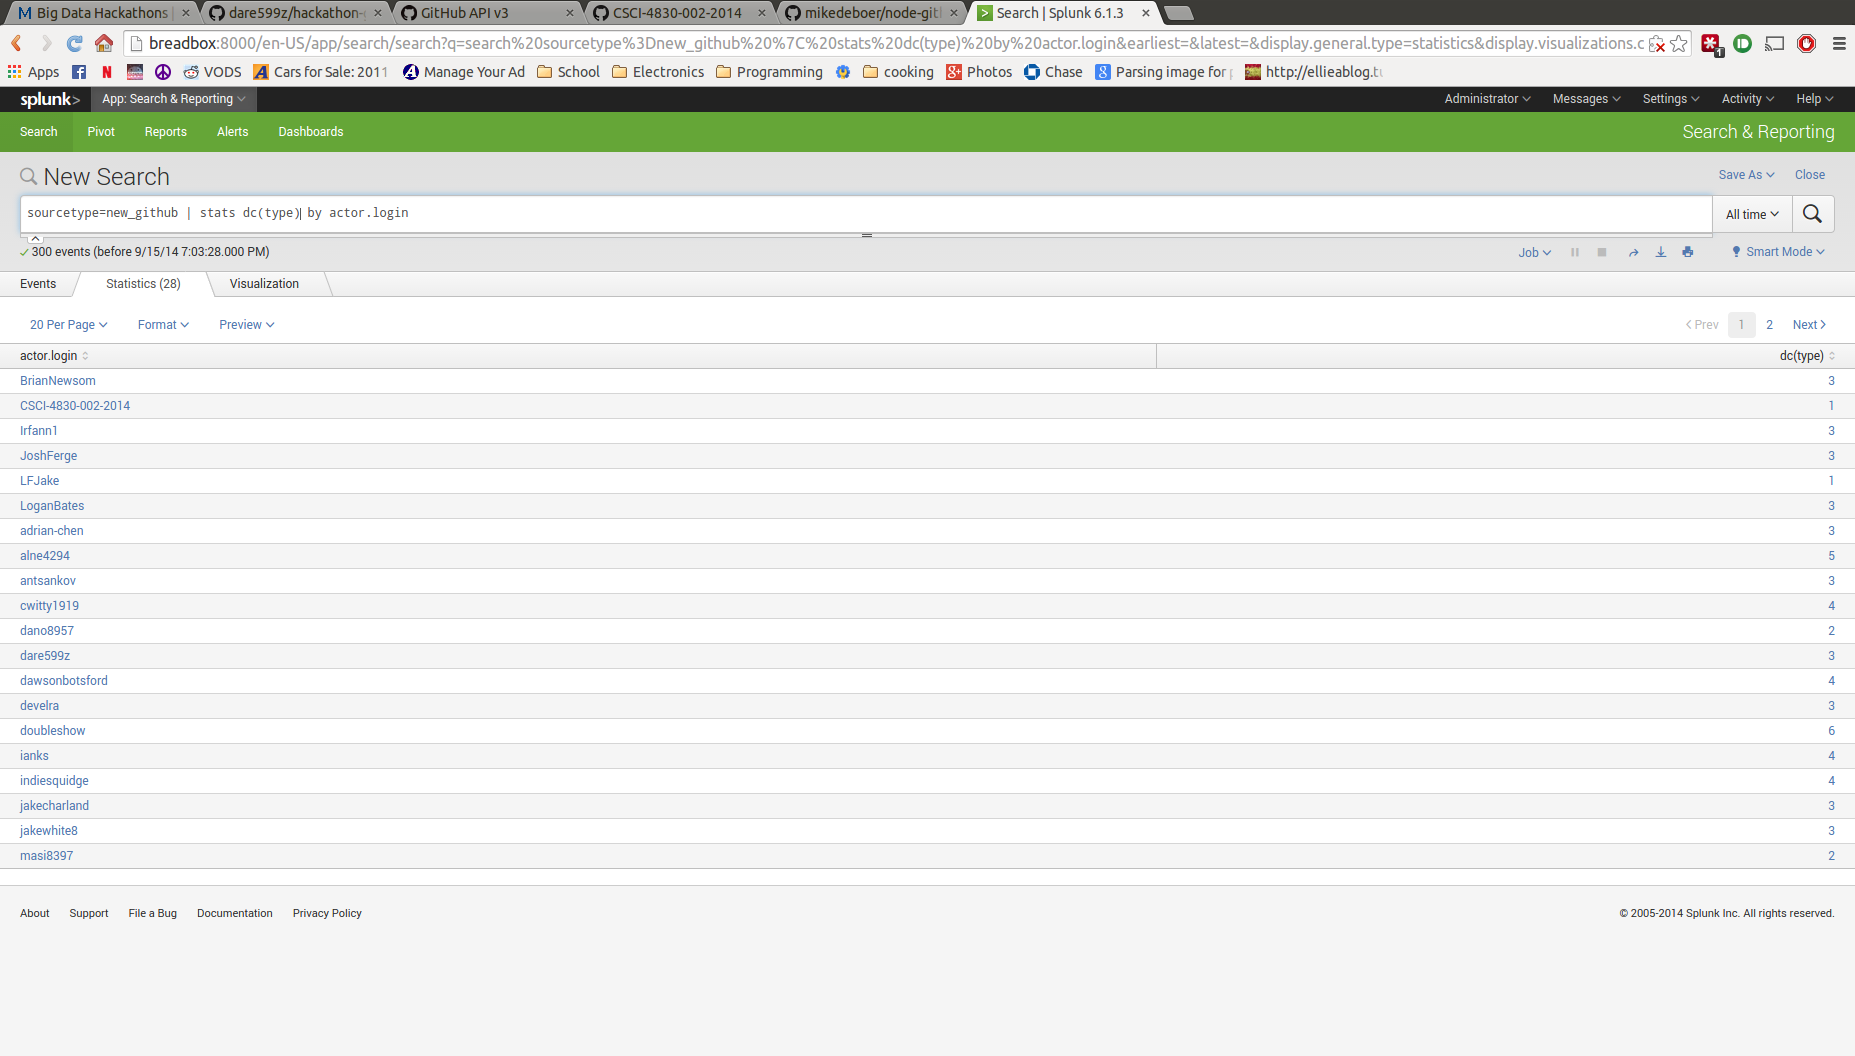 Big Data Hackathons | dare599z/hackathon- GitHub API v3 CSCI-4830-002-2014 mikedeboer/node-git Search | Splunk 6.1.3
breadbox:8000/en-US/app/search/search?q=search%20sourcetype%3Dnew_github%20%7C%20stats%20dc(type)%20by%20actor.login&earliest=&latest=&display.general.type=statistics&display.visualizations.c
Apps VODS Cars for Sale: 2011 Manage Your Ad School Electronics Programming cooking Photos Chase Parsing image for http://ellieablog.tu
splunk> App: Search & Reporting Administrator Messages Settings Activity Help
Search Pivot Reports Alerts Dashboards Search & Reporting
New Search Save As Close
sourcetype=new_github | stats dc(type) by actor.login All time
300 events (before 9/15/14 7:03:28.000 PM) Job Smart Mode
Events Statistics (28) Visualization
20 Per Page Format Preview Prev 1 2 Next
actor.login dc(type)
BrianNewsom 3
CSCI-4830-002-2014 1
Irfann1 3
JoshFerge 3
LFJake 1
LoganBates 3
adrian-chen 3
alne4294 5
antsankov 3
cwitty1919 4
dano8957 2
dare599z 3
dawsonbotsford 4
develra 3
doubleshow 6
ianks 4
indiesquidge 4
jakecharland 3
jakewhite8 3
masi8397 2
About Support File a Bug Documentation Privacy Policy © 2005-2014 Splunk Inc. All rights reserved.